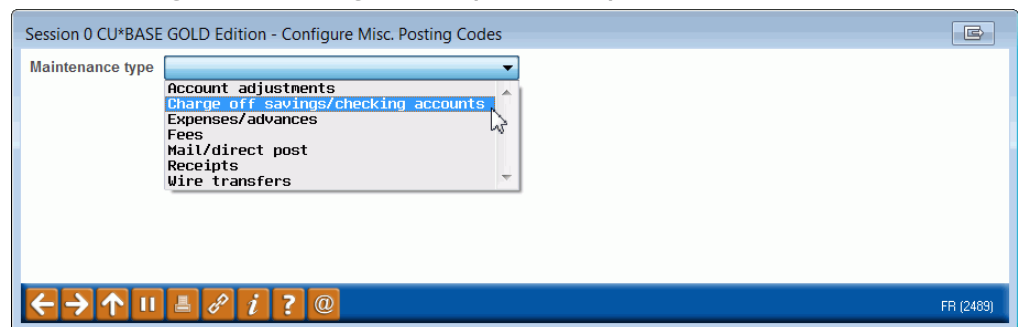 Session 0 CU*BASE GOLD Edition - Configure Misc. Posting Codes
Maintenance type
Account adjustments
Charge off savings/checking accounts
Expenses/advances
Fees
Mail/direct post
Receipts
Wire transfers
i ? @
FR (2489)